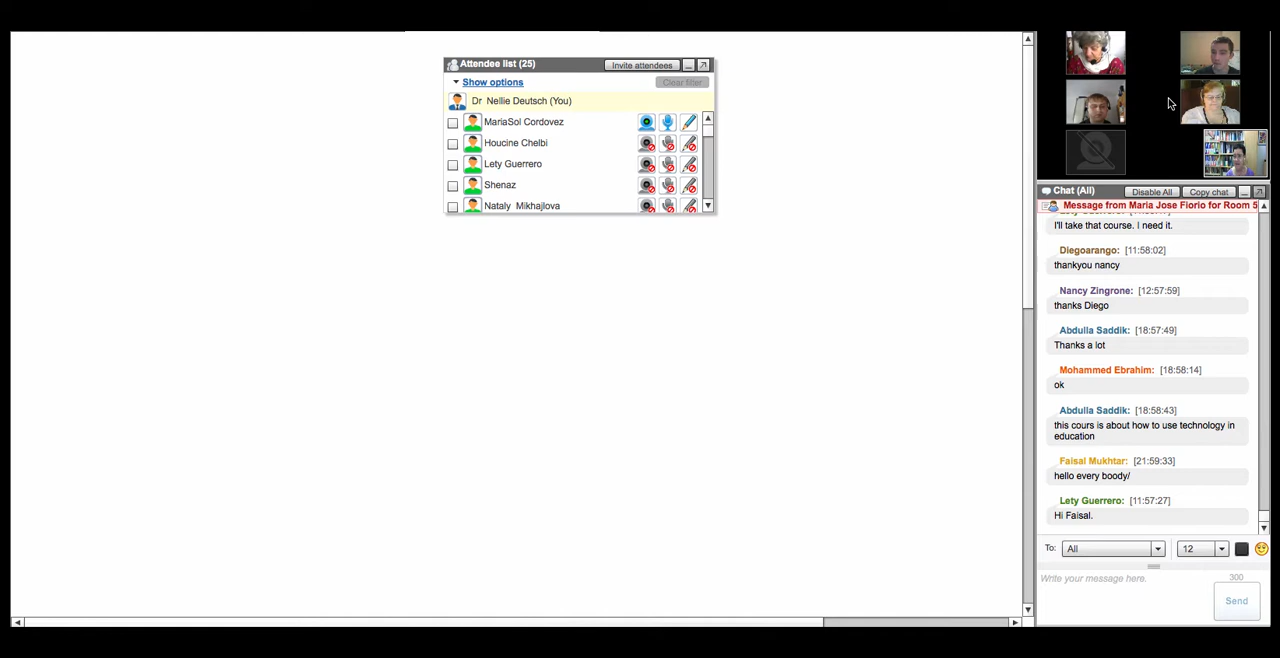 Attendee list (25)
Invite attendees
Show options
Clear filter
Dr Nellie Deutsch (You)
MariaSol Cordovez
Houcine Chelbi
Lety Guerrero
Shenaz
Nataly Mikhajlova
Chat (All)
Disable All
Copy chat
Message from Maria Jose Fiorio for Room 5
I'll take that course. I need it.
Diegoarango: [11:58:02]
thankyou nancy
Nancy Zingrone: [12:57:59]
thanks Diego
Abdulla Saddik: [18:57:49]
Thanks a lot
Mohammed Ebrahim: [18:58:14]
ok
Abdulla Saddik: [18:58:43]
this cours is about how to use technology in
education
Faisal Mukhtar: [21:59:33]
hello every boody/
Lety Guerrero: [11:57:27]
Hi Faisal.
To: All 12
Write your message here.
300
Send